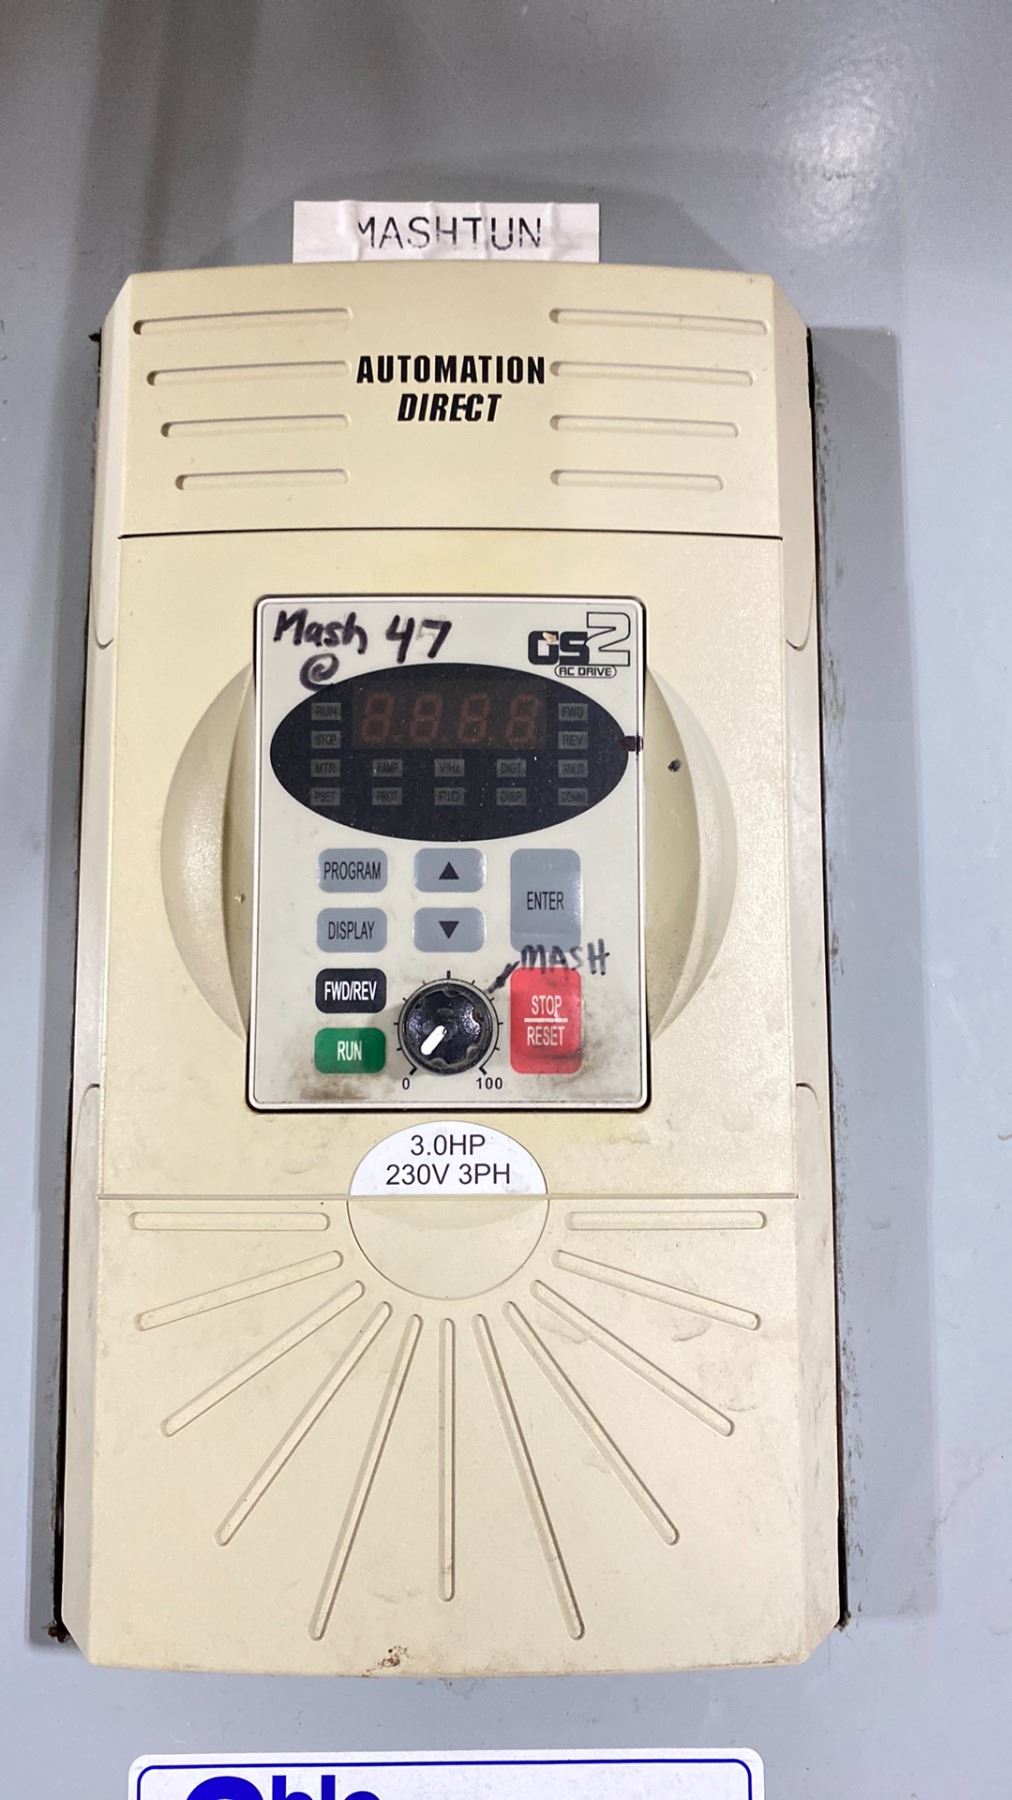 MASHTUN
AUTOMATION
DIRECT
Mash 47
@
GS2
AC DRIVE
RUN
8.8.8.8
FWD
STOP
REV
MTR RAMP V/Hz DIGT ANLG
PSET PROT PID DISP COMM
PROGRAM
ENTER
DISPLAY
MASH
FWD/REV
STOP
RESET
RUN
0 100
3.0HP
230V 3PH